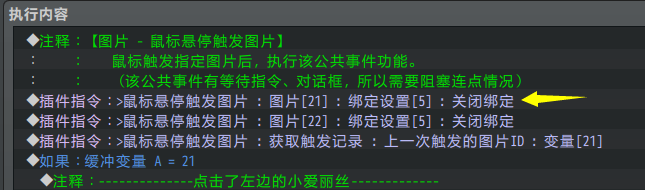 执行内容
◆注释：【图片 - 鼠标悬停触发图片】
：　：　鼠标触发指定图片后，执行该公共事件功能。
：　：　（该公共事件有等待指令、对话框，所以需要阻塞连点情况）
◆插件指令：>鼠标悬停触发图片 : 图片[21] : 绑定设置[5] : 关闭绑定
◆插件指令：>鼠标悬停触发图片 : 图片[22] : 绑定设置[5] : 关闭绑定
◆插件指令：>鼠标悬停触发图片 : 获取触发记录 : 上一次触发的图片ID : 变量[21]
◆如果：缓冲变量 A = 21
◆注释：--------------点击了左边的小爱丽丝-------------